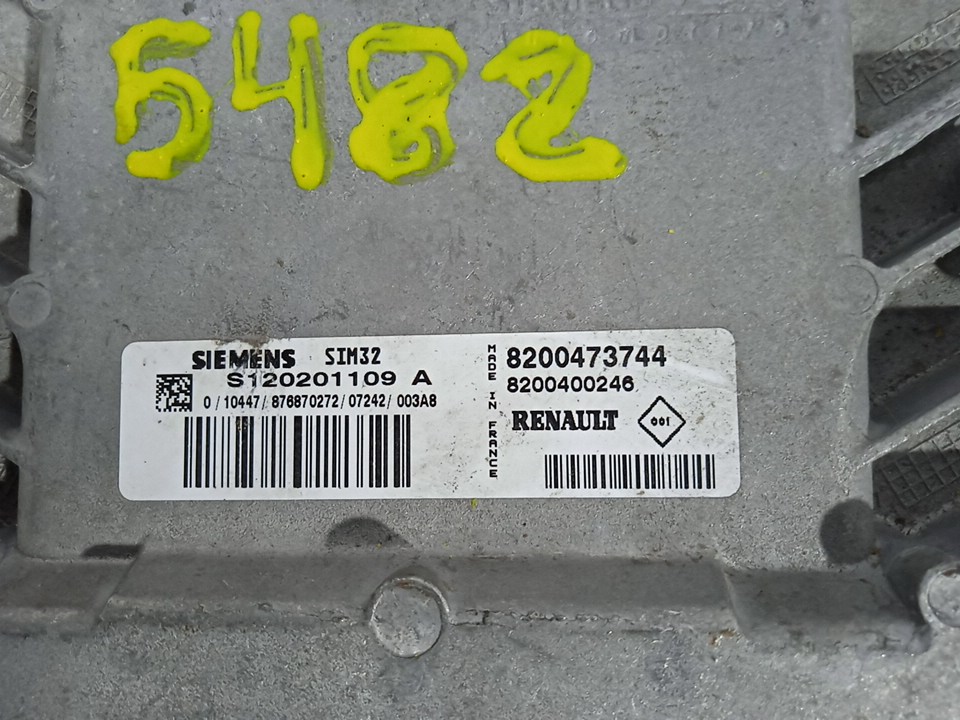 5482
SIEMENS SIM32
S120201109 A
0/10447/876870272/07242/003A8
MADE IN FRANCE
8200473744
8200400246
RENAULT
001